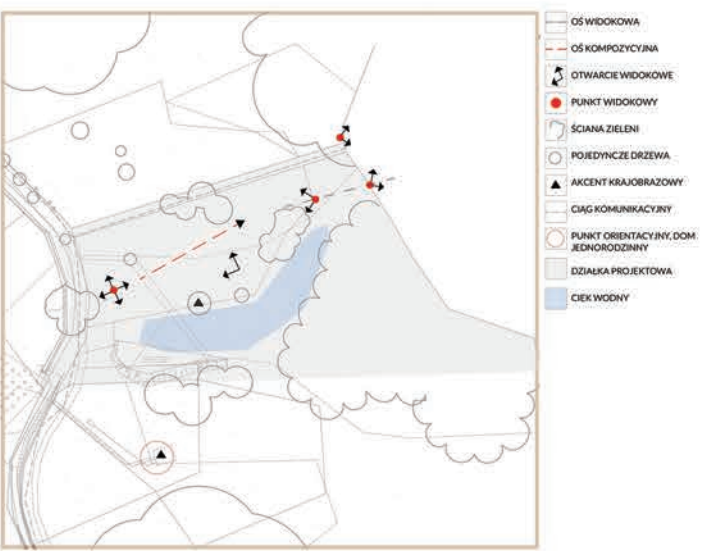 OŚ WIDOKOWA
OŚ KOMPOZYCYJNA
OTWARCIE WIDOKOWE
PUNKT WIDOKOWY
ŚCIANA ZIELENI
POJEDYNCZE DRZEWA
AKCENT KRAJOBRAZOWY
CIĄG KOMUNIKACYJNY
PUNKT ORIENTACYJNY, DOM
JEDNORODZINNY
DZIAŁKA PROJEKTOWA
CIEK WODNY